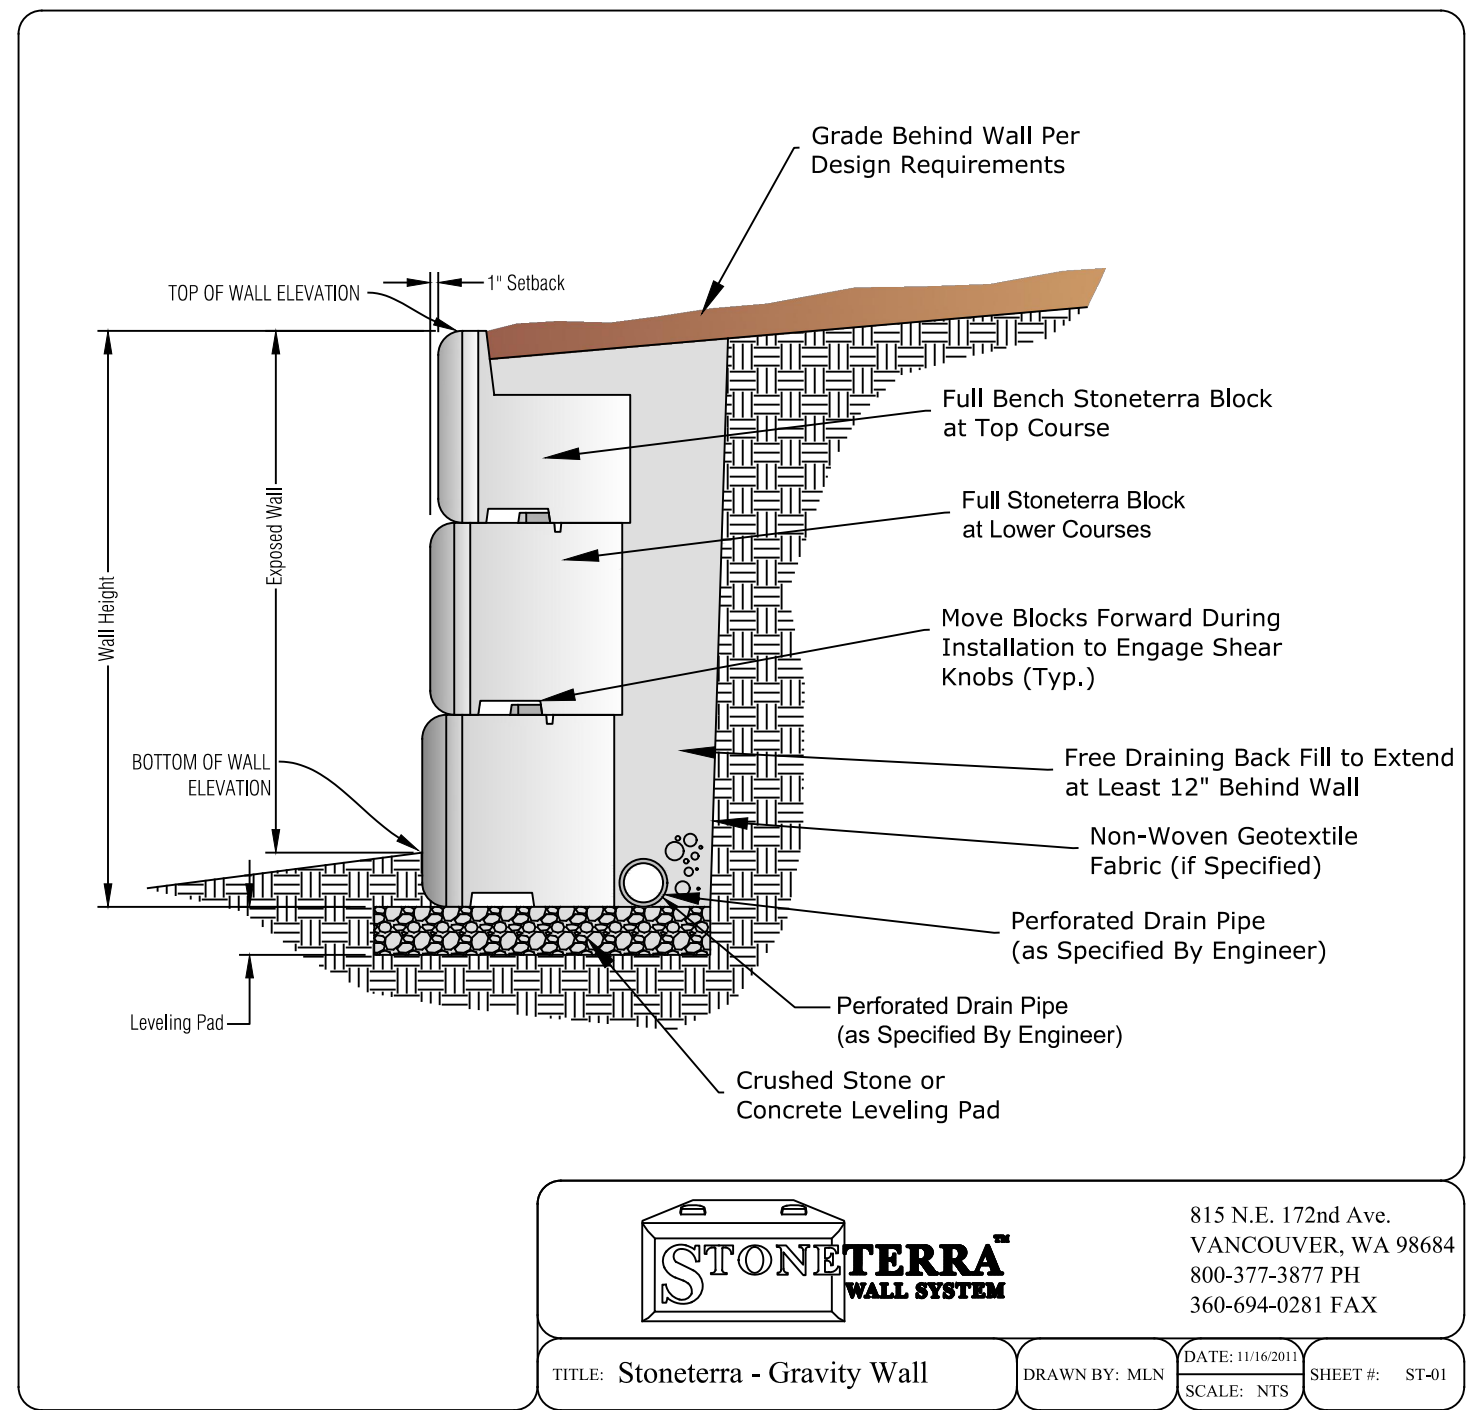 Grade Behind Wall Per
Design Requirements
1" Setback
TOP OF WALL ELEVATION
Full Bench Stoneterra Block
at Top Course
Full Stoneterra Block
at Lower Courses
Exposed Wall
Wall Height
Move Blocks Forward During
Installation to Engage Shear
Knobs (Typ.)
BOTTOM OF WALL
ELEVATION
Free Draining Back Fill to Extend
at Least 12" Behind Wall
Non-Woven Geotextile
Fabric (if Specified)
Perforated Drain Pipe
(as Specified By Engineer)
Perforated Drain Pipe
(as Specified By Engineer)
Leveling Pad
Crushed Stone or
Concrete Leveling Pad
STONETERRA™
WALL SYSTEM
815 N.E. 172nd Ave.
VANCOUVER, WA 98684
800-377-3877 PH
360-694-0281 FAX
TITLE: Stoneterra - Gravity Wall
DRAWN BY: MLN
DATE: 11/16/2011
SCALE: NTS
SHEET #: ST-01